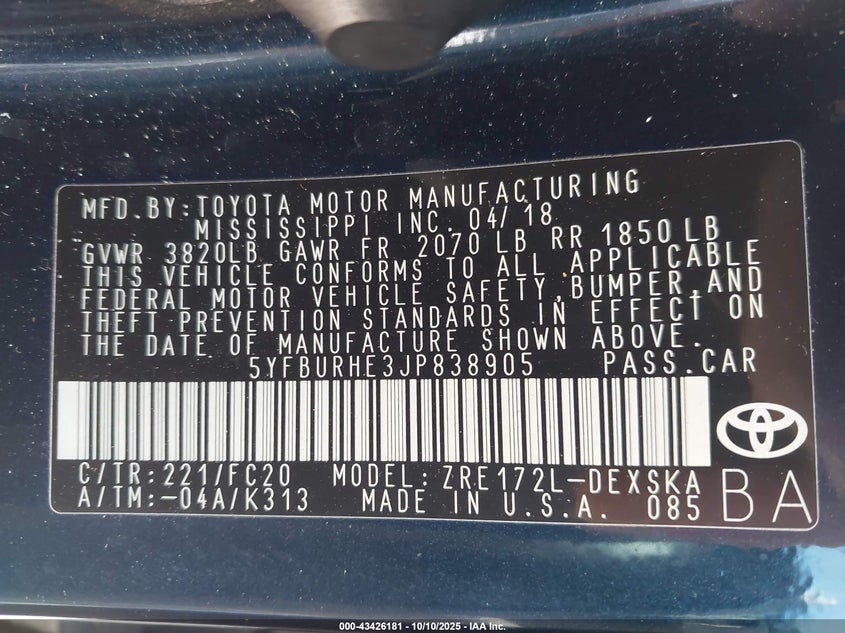 MFD.BY:TOYOTA MOTOR MANUFACTURING
MISSISSIPPI INC. 04/18
GVWR 3820LB GAWR FR 2070 LB RR 1850 LB
THIS VEHICLE CONFORMS TO ALL APPLICABLE
FEDERAL MOTOR VEHICLE SAFETY,BUMPER,AND
THEFT PREVENTION STANDARDS IN EFFECT ON
THE DATE OF MANUFACTURE SHOWN ABOVE.
5YFBURHE3JP838905 PASS.CAR
C/TR:221/FC20 MODEL: ZRE172L-DEXSKA
A/TM:-04A/K313 MADE IN U.S.A. 085
BA
000-43426181 - 10/10/2025 - IAA Inc.